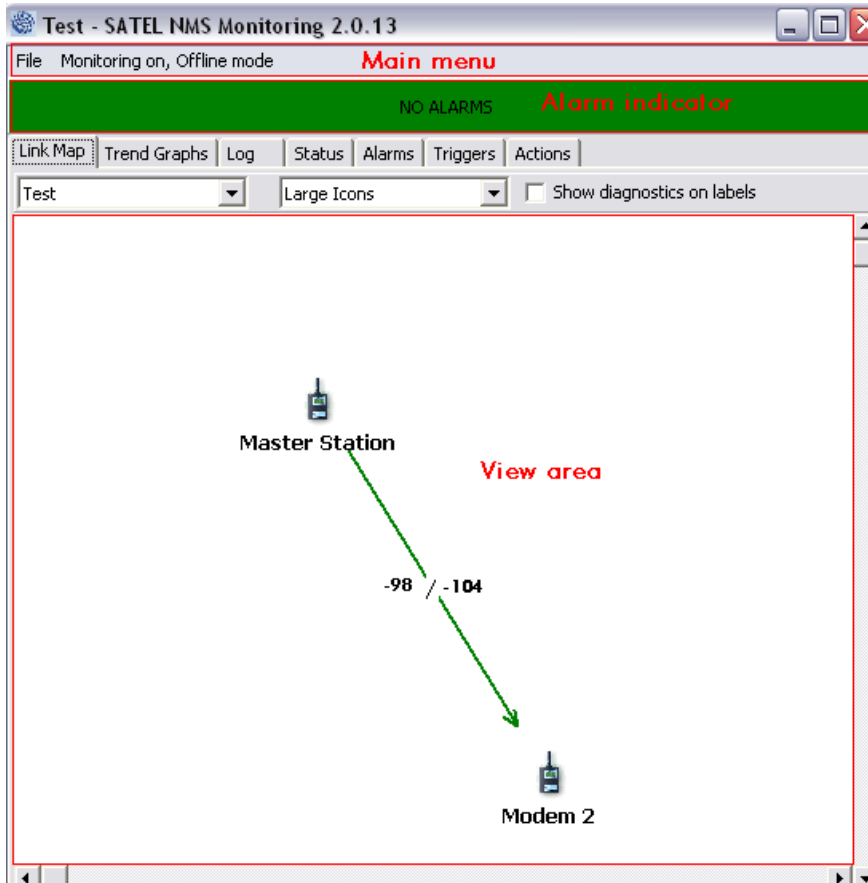 Test - SATEL NMS Monitoring 2.0.13
File Monitoring on, Offline mode Main menu
NO ALARMS Alarm indicator
Link Map Trend Graphs Log Status Alarms Triggers Actions
Test Large Icons Show diagnostics on labels
Master Station
View area
-98 / -104
Modem 2